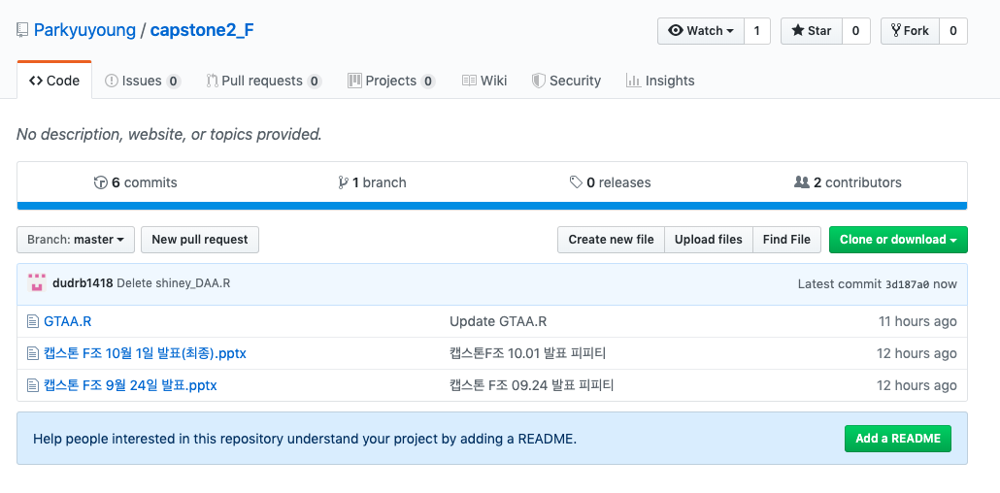 Parkyuyoung / capstone2_F Watch 1 Star 0 Fork 0
Code Issues 0 Pull requests 0 Projects 0 Wiki Security Insights
No description, website, or topics provided.
6 commits 1 branch 0 releases 2 contributors
Branch: master New pull request Create new file Upload files Find File Clone or download
dudrb1418 Delete shiney_DAA.R Latest commit 3d187a0 now
GTAA.R Update GTAA.R 11 hours ago
캡스톤 F조 10월 1일 발표(최종).pptx 캡스톤F조 10.01 발표 피피티 12 hours ago
캡스톤 F조 9월 24일 발표.pptx 캡스톤 F조 09.24 발표 피피티 12 hours ago
Help people interested in this repository understand your project by adding a README. Add a README